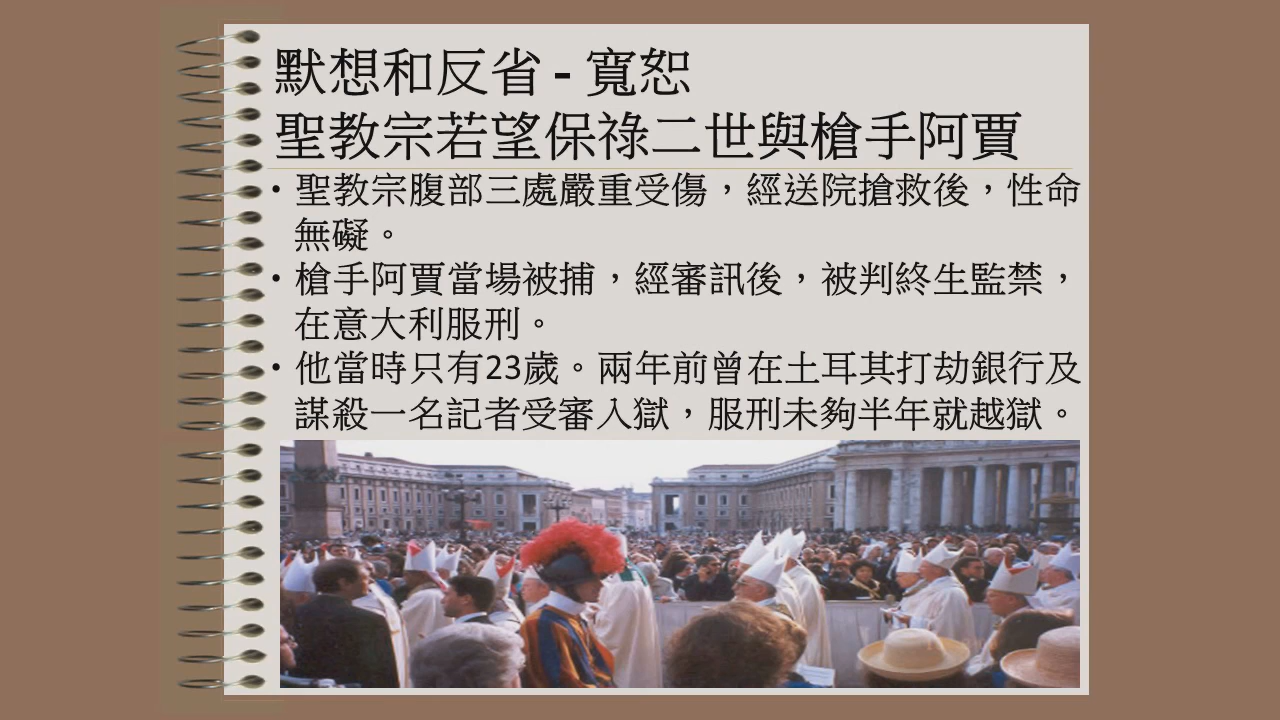 默想和反省 - 寬恕
聖教宗若望保祿二世與槍手阿賈
• 聖教宗腹部三處嚴重受傷，經送院搶救後，性命
無礙。
• 槍手阿賈當場被捕，經審訊後，被判終生監禁，
在意大利服刑。
• 他當時只有23歲。兩年前曾在土耳其打劫銀行及
謀殺一名記者受審入獄，服刑未夠半年就越獄。